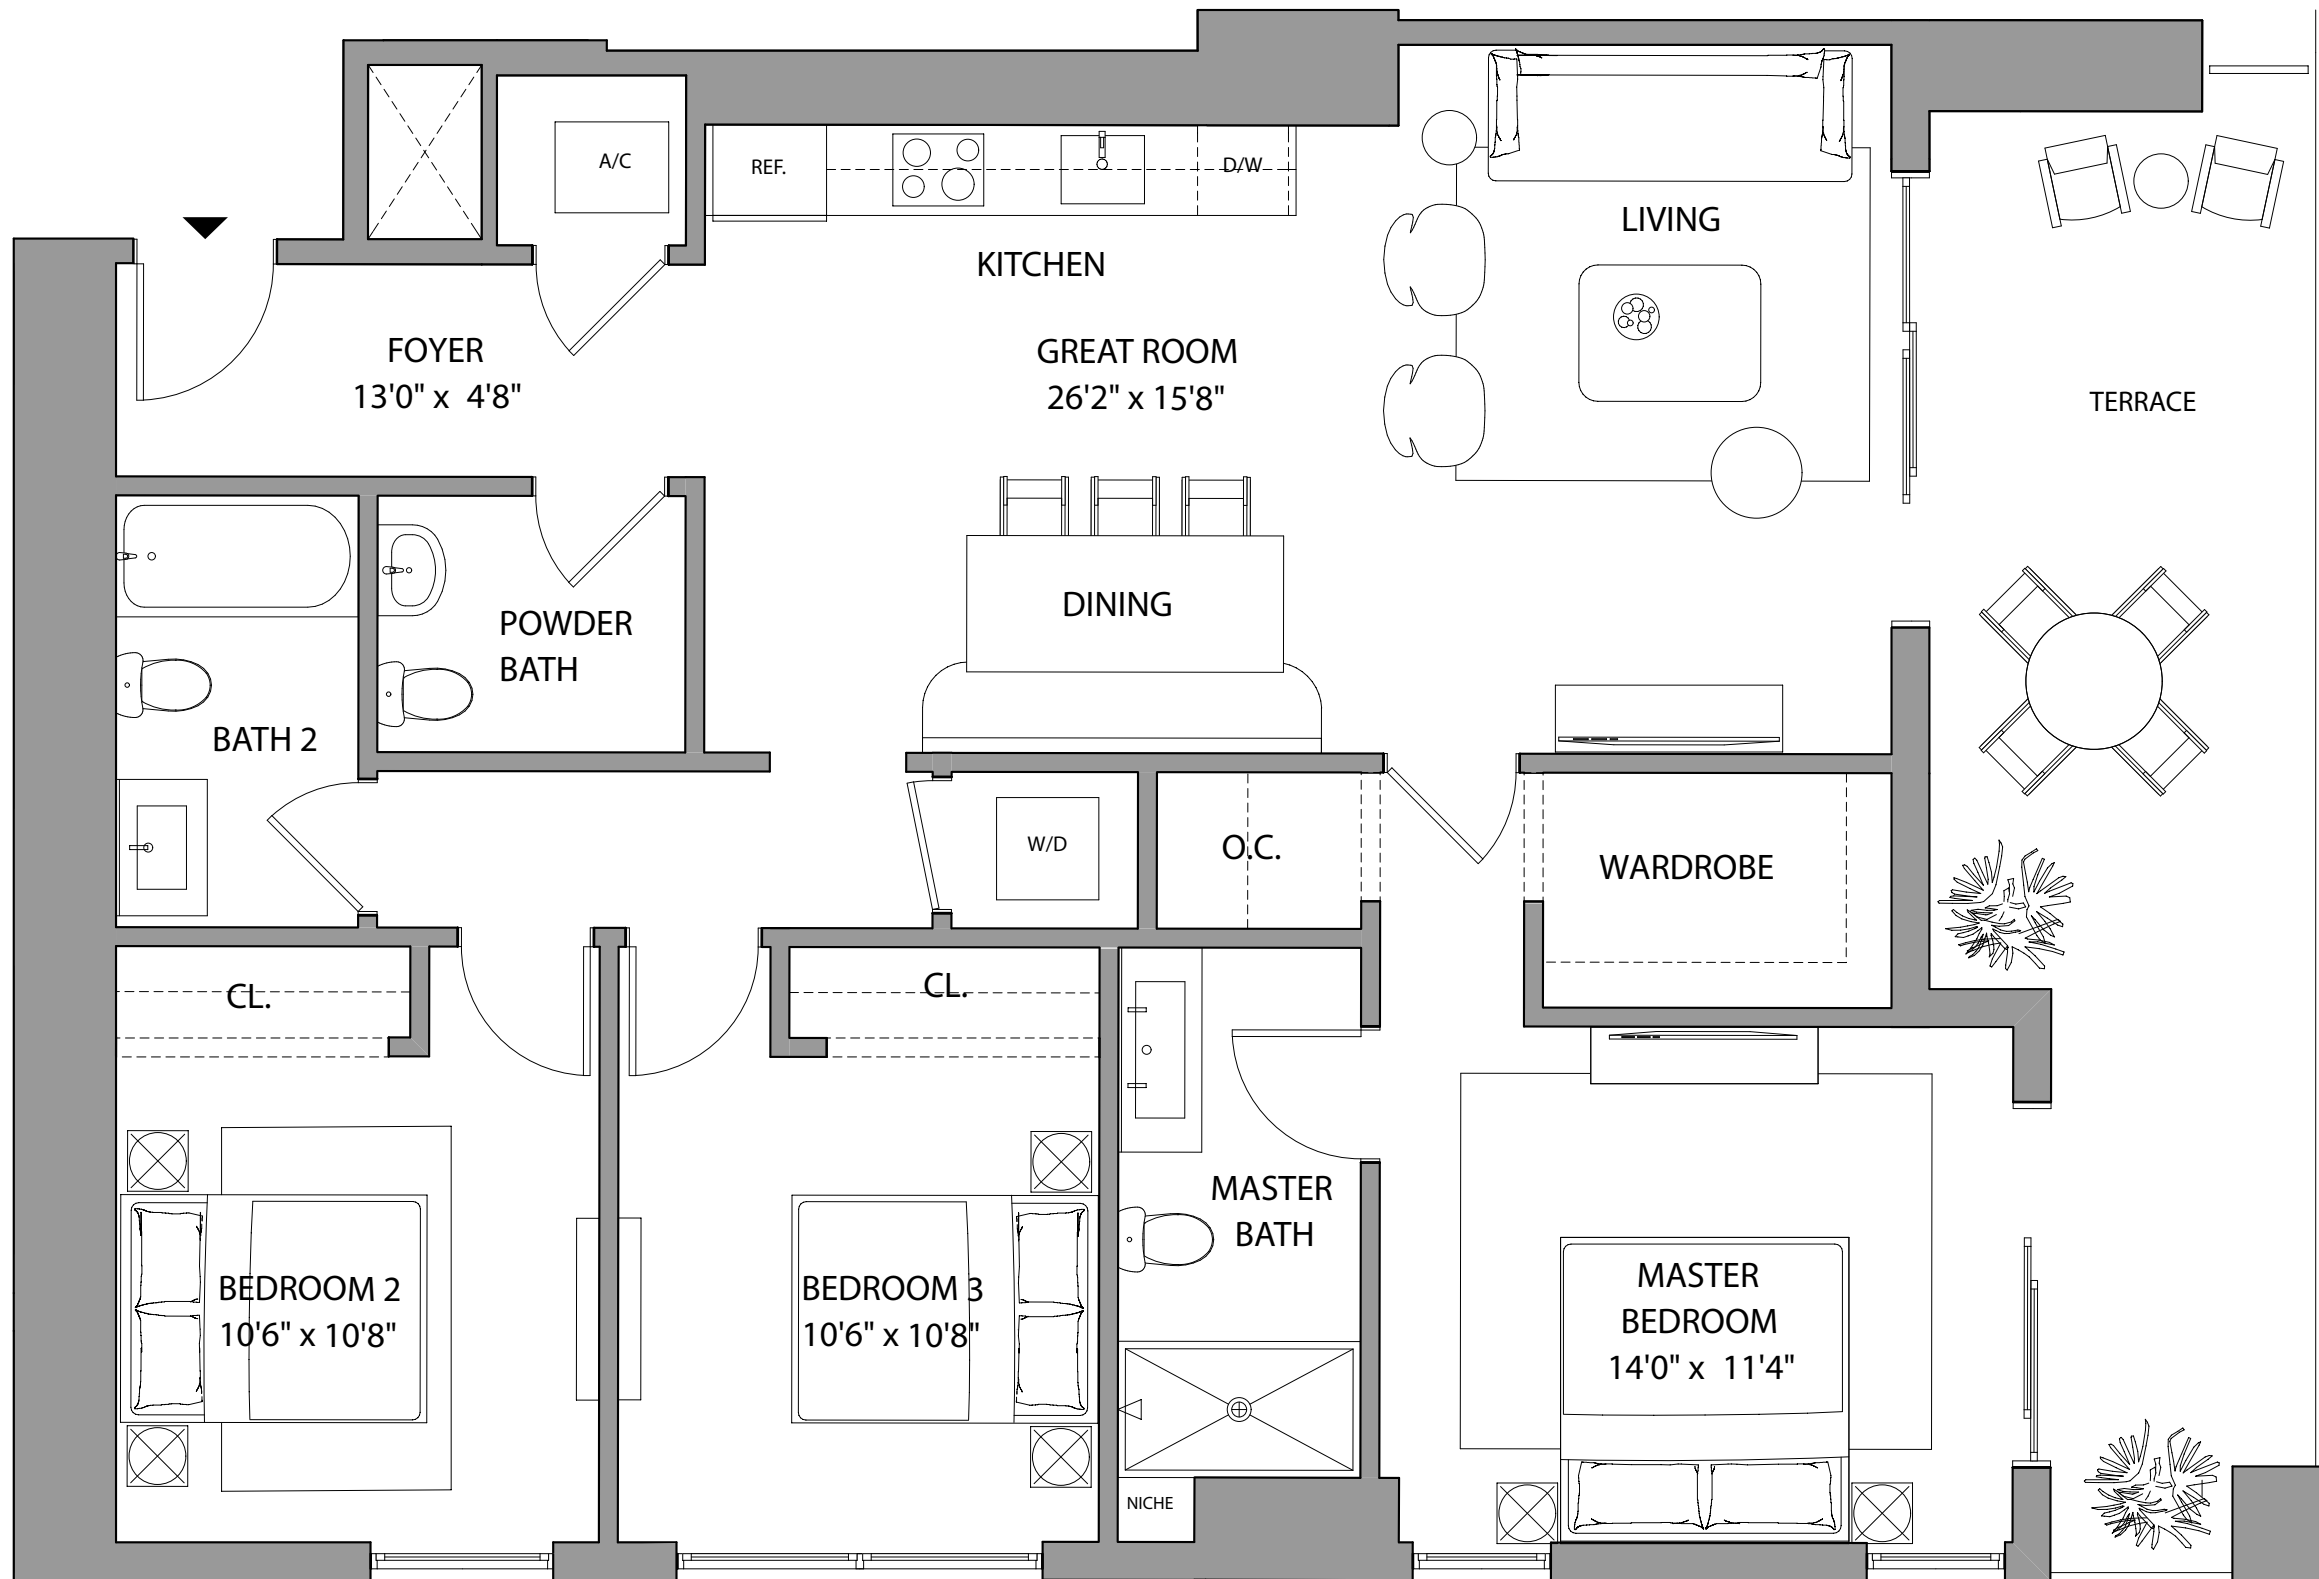 A/C
REF.
D/W
LIVING
KITCHEN
FOYER
13'0" x 4'8"
GREAT ROOM
26'2" x 15'8"
TERRACE
DINING
POWDER
BATH
BATH 2
W/D
O.C.
WARDROBE
CL.
CL.
MASTER
BATH
BEDROOM 2
10'6" x 10'8"
BEDROOM 3
10'6" x 10'8"
MASTER
BEDROOM
14'0" x 11'4"
NICHE